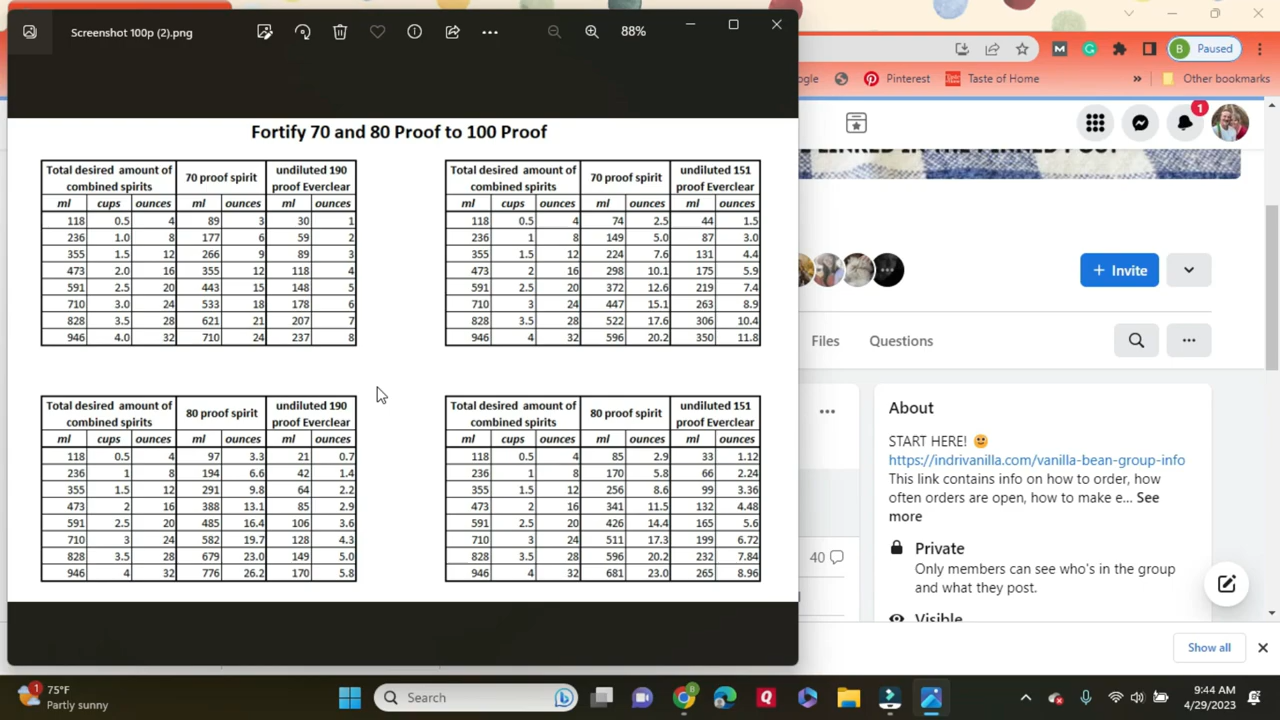 Screenshot 100p (2).png
88%
Fortify 70 and 80 Proof to 100 Proof
Total desired amount of combined spirits 70 proof spirit undiluted 190 proof Everclear
ml cups ounces ml ounces ml ounces
118 0.5 4 89 3 30 1
236 1.0 8 177 6 59 2
355 1.5 12 266 9 89 3
473 2.0 16 355 12 118 4
591 2.5 20 443 15 148 5
710 3.0 24 533 18 178 6
828 3.5 28 621 21 207 7
946 4.0 32 710 24 237 8
Total desired amount of combined spirits 70 proof spirit undiluted 151 proof Everclear
ml cups ounces ml ounces ml ounces
118 0.5 4 74 2.5 44 1.5
236 1 8 149 5.0 87 3.0
355 1.5 12 224 7.6 131 4.4
473 2 16 298 10.1 175 5.9
591 2.5 20 372 12.6 219 7.4
710 3 24 447 15.1 263 8.9
828 3.5 28 522 17.6 306 10.4
946 4 32 596 20.2 350 11.8
Total desired amount of combined spirits 80 proof spirit undiluted 190 proof Everclear
ml cups ounces ml ounces ml ounces
118 0.5 4 97 3.3 21 0.7
236 1 8 194 6.6 42 1.4
355 1.5 12 291 9.8 64 2.2
473 2 16 388 13.1 85 2.9
591 2.5 20 485 16.4 106 3.6
710 3 24 582 19.7 128 4.3
828 3.5 28 679 23.0 149 5.0
946 4 32 776 26.2 170 5.8
Total desired amount of combined spirits 80 proof spirit undiluted 151 proof Everclear
ml cups ounces ml ounces ml ounces
118 0.5 4 85 2.9 33 1.12
236 1 8 170 5.8 66 2.24
355 1.5 12 256 8.6 99 3.36
473 2 16 341 11.5 132 4.48
591 2.5 20 426 14.4 165 5.6
710 3 24 511 17.3 199 6.72
828 3.5 28 596 20.2 232 7.84
946 4 32 681 23.0 265 8.96
M
B Paused
ogle Pinterest Taste of Home » Other bookmarks
1
+ Invite
Files Questions
40
About
START HERE!
https://indrivanilla.com/vanilla-bean-group-info
This link contains info on how to order, how
often orders are open, how to make e... See
more
Private
Only members can see who's in the group
and what they post.
Visible
Show all
1 75°F
Partly sunny
Search
9:44 AM
4/29/2023